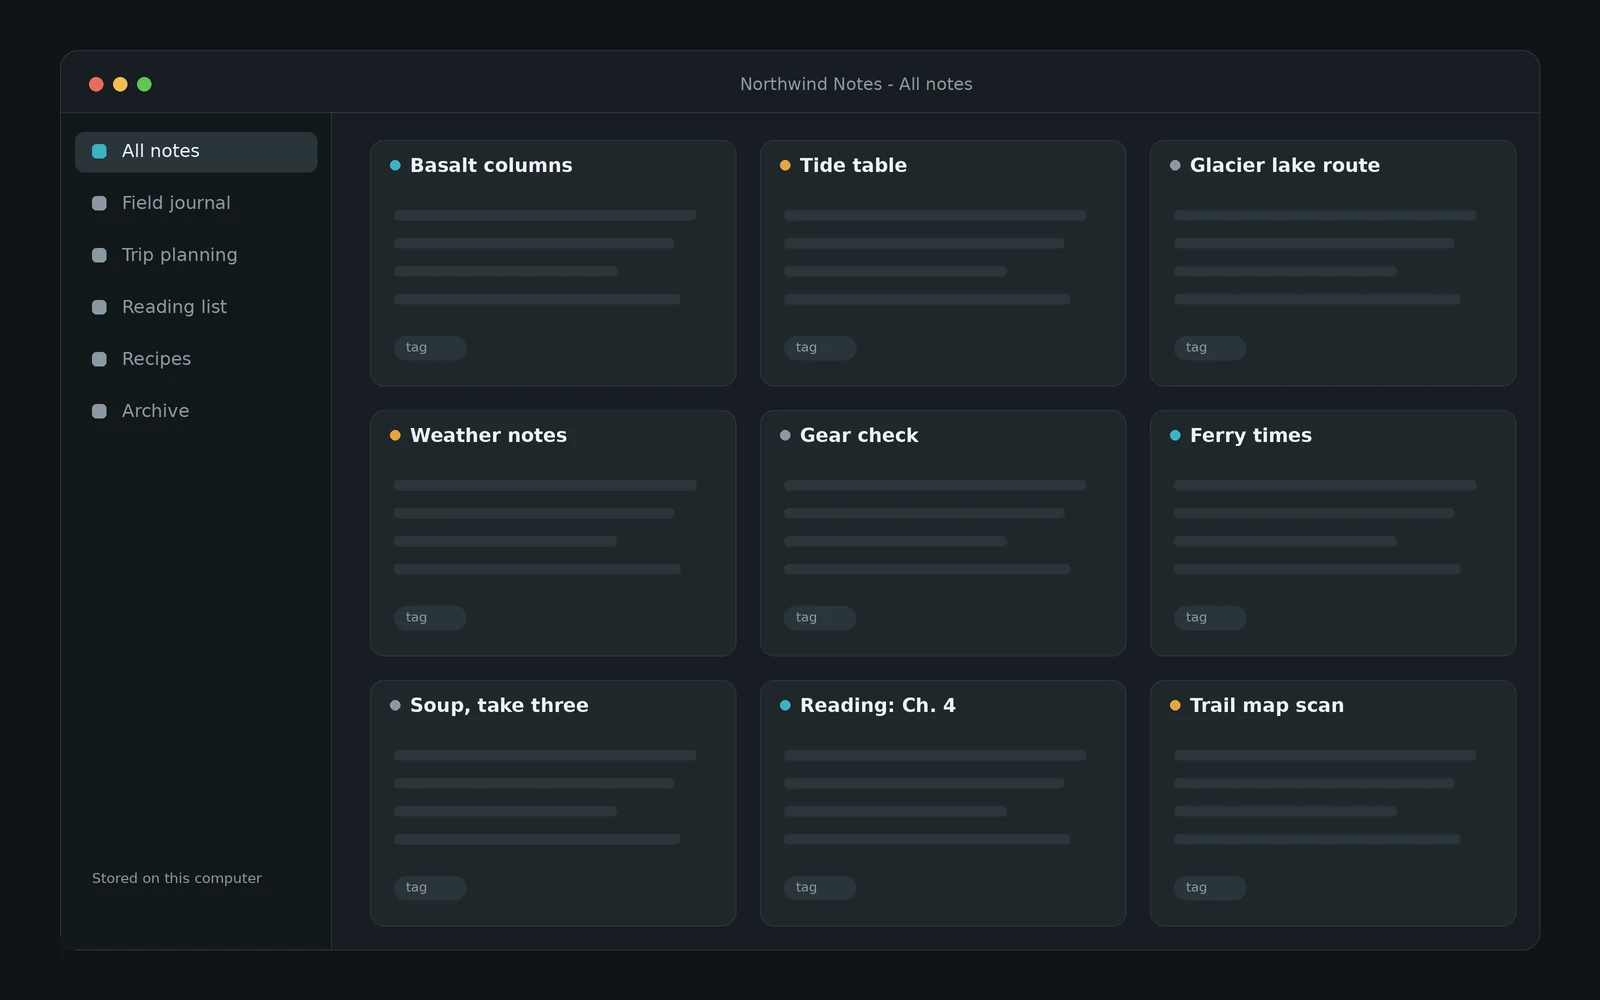 Northwind Notes - All notes
All notes
Field journal
Trip planning
Reading list
Recipes
Archive
Stored on this computer
Basalt columns
tag
Tide table
tag
Glacier lake route
tag
Weather notes
tag
Gear check
tag
Ferry times
tag
Soup, take three
tag
Reading: Ch. 4
tag
Trail map scan
tag